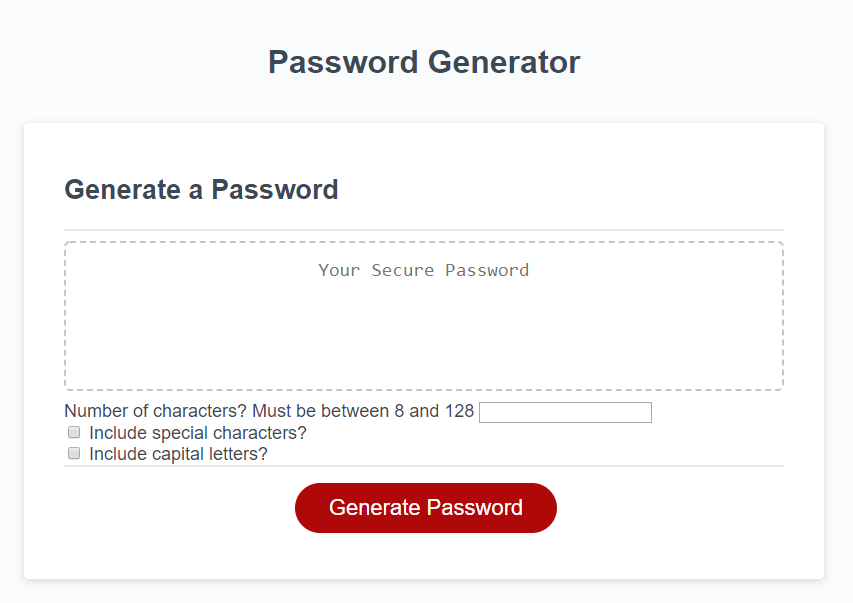 Password Generator
Generate a Password
Your Secure Password
Number of characters? Must be between 8 and 128
Include special characters?
Include capital letters?
Generate Password